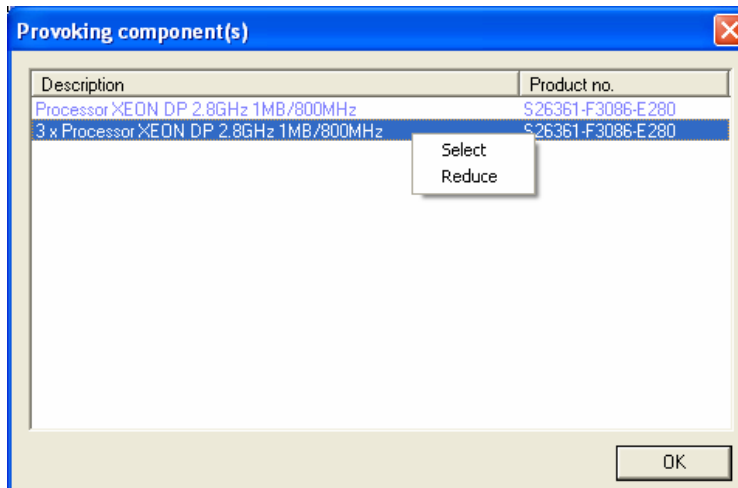 Provoking component(s)
Description Product no.
Processor XEON DP 2.8GHz 1MB/800MHz S26361-F3086-E280
3 x Processor XEON DP 2.8GHz 1MB/800MHz S26361-F3086-E280
Select
Reduce
OK